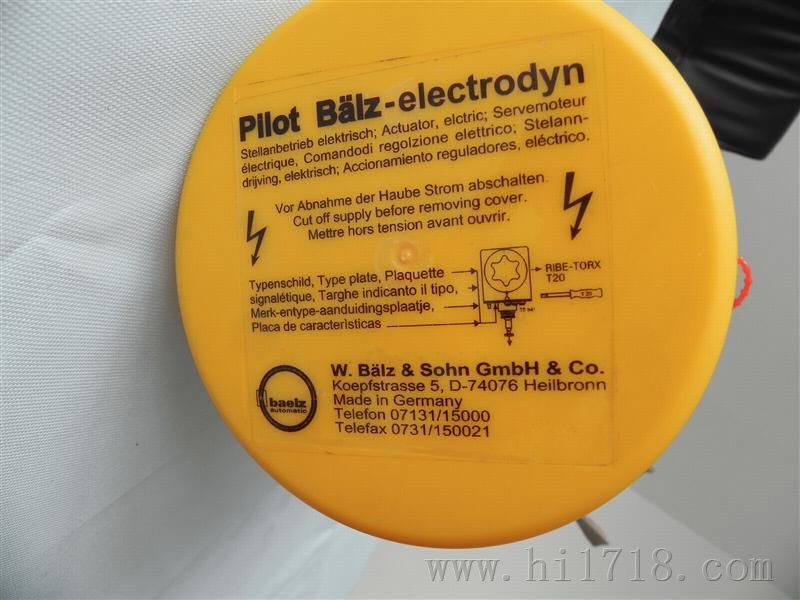 Pilot Bälz-electrodyn
Stellanbetrieb elektrisch; Actuator, elctric; Servemoteur
électrique, Comandodi regolzione elettrico; Stelann-
drijving, elektrisch; Accionamiento reguladores, eléctrico.
Vor Abnahme der Haube Strom abschalten.
Cut off supply before removing cover.
Mettre hors tension avant ouvrir.
Typenschild, Type plate, Plaquette
signalétique, Targhe indicanto il tipo,
Merk-entype-aanduidingsplaatje,
Placa de caracteristicas
RIBE-TORX
T20
baelz
automatic
W. Bälz & Sohn GmbH & Co.
Koepfstrasse 5, D-74076 Heilbronn
Made in Germany
Telefon 07131/15000
Telefax 0731/150021
www.hi1718.com